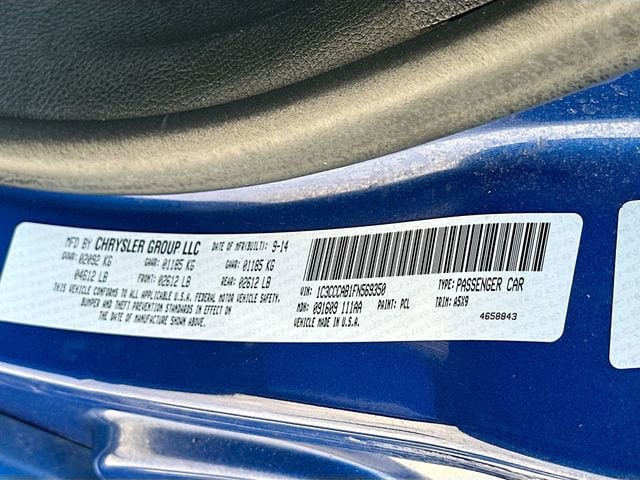 MFD BY CHRYSLER GROUP LLC DATE OF MFR(BUILT): 9-14
GVWR: 02092 KG GAWR: 01185 KG GAWR: 01185 KG
04612 LB FRONT: 02612 LB REAR: 02612 LB
THIS VEHICLE CONFORMS TO ALL APPLICABLE U.S.A. FEDERAL MOTOR VEHICLE SAFETY,
BUMPER AND THEFT PREVENTION STANDARDS IN EFFECT ON
THE DATE OF MANUFACTURE SHOWN ABOVE.
VIN: 1C3CCCAB1FN569350 TYPE: PASSENGER CAR
MDH: 091609 111AA PAINT: PCL TRIM: A5X9
VEHICLE MADE IN U.S.A. 4658843